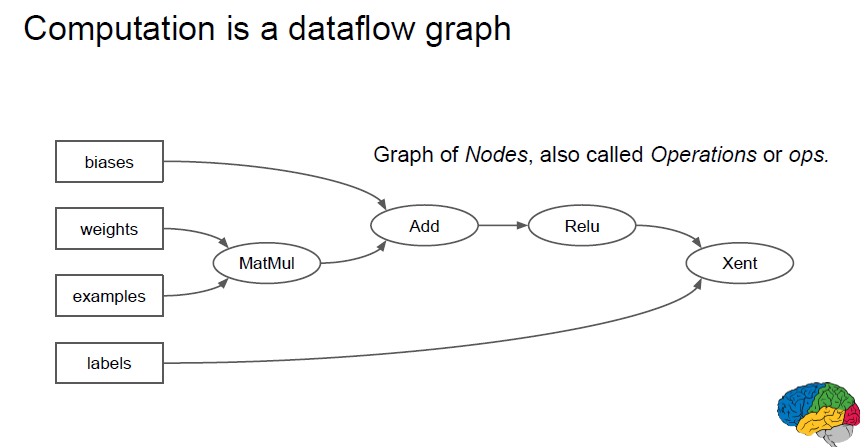 Computation is a dataflow graph
Graph of Nodes, also called Operations or ops.
biases
weights
examples
labels
MatMul
Add
Relu
Xent